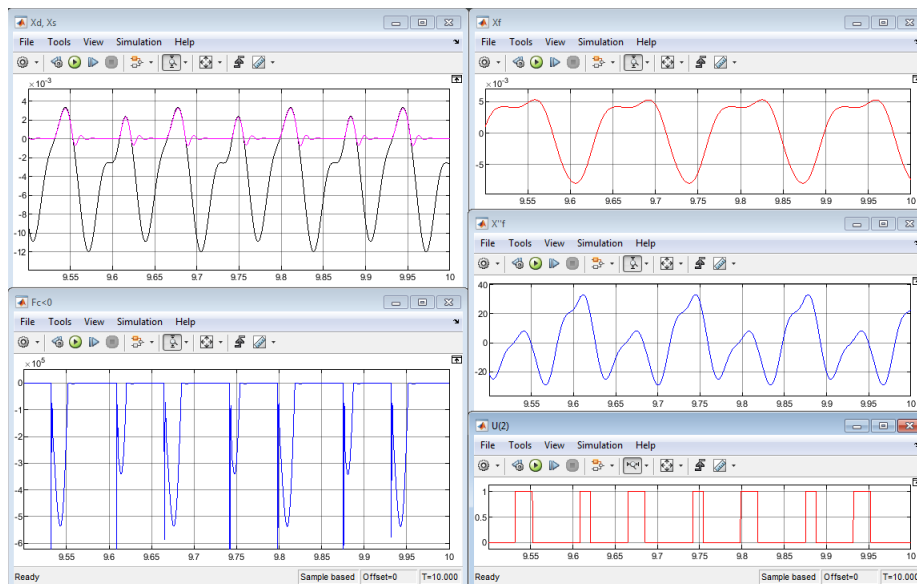 Xd, Xs
File Tools View Simulation Help
×10⁻³
4
2
0
-2
-4
-6
-8
-10
-12
9.55 9.6 9.65 9.7 9.75 9.8 9.85 9.9 9.95 10
Fc<0
File Tools View Simulation Help
×10⁵
0
-1
-2
-3
-4
-5
-6
9.55 9.6 9.65 9.7 9.75 9.8 9.85 9.9 9.95 10
Ready Sample based Offset=0 T=10.000
Xf
File Tools View Simulation Help
×10⁻³
5
0
-5
9.55 9.6 9.65 9.7 9.75 9.8 9.85 9.9 9.95 10
X''f
File Tools View Simulation Help
40
20
0
-20
9.55 9.6 9.65 9.7 9.75 9.8 9.85 9.9 9.95 10
U(2)
File Tools View Simulation Help
1
0.5
0
9.55 9.6 9.65 9.7 9.75 9.8 9.85 9.9 9.95 10
Ready Sample based Offset=0 T=10.000